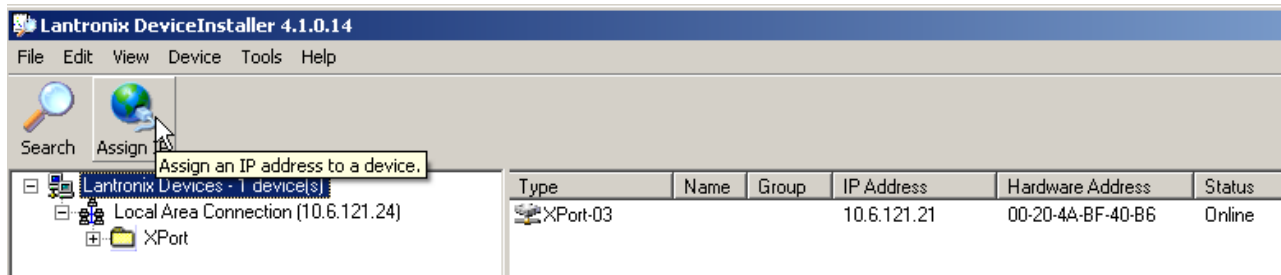 Lantronix DeviceInstaller 4.1.0.14
File Edit View Device Tools Help
Search Assign
Assign an IP address to a device.
Lantronix Devices - 1 device(s)
Local Area Connection (10.6.121.24)
XPort
Type Name Group IP Address Hardware Address Status
XPort-03 10.6.121.21 00-20-4A-BF-40-B6 Online